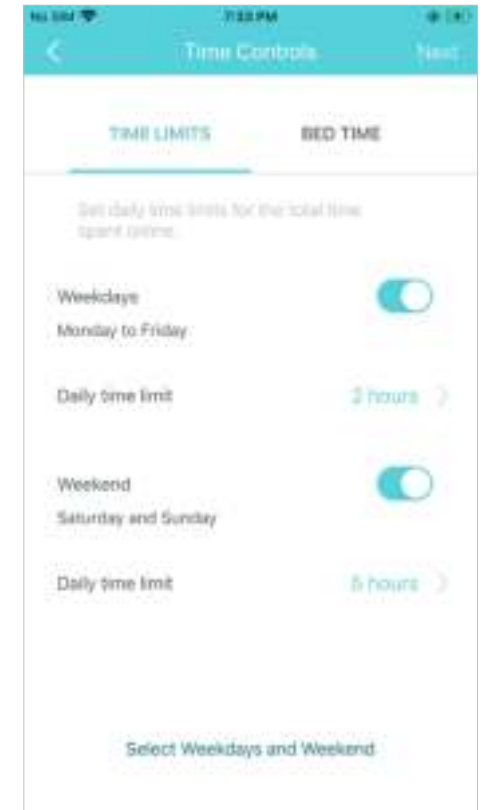 No SIM 7:33 PM
Time Controls Next
TIME LIMITS BED TIME
Set daily time limits for the total time
spent online.
Weekdays
Monday to Friday
Daily time limit 2 hours
Weekend
Saturday and Sunday
Daily time limit 5 hours
Select Weekdays and Weekend